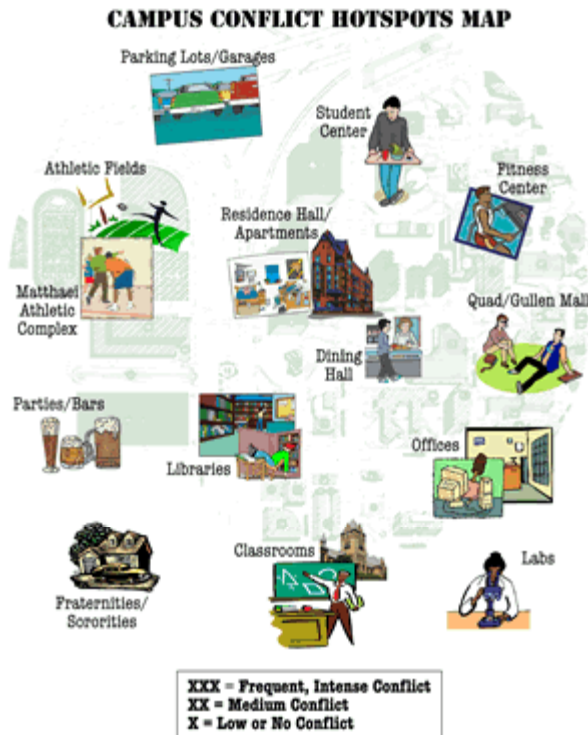 CAMPUS CONFLICT HOTSPOTS MAP
Parking Lots/Garages
Student
Center
Athletic Fields
Fitness
Center
Residence Hall/
Apartments
Matthaei
Athletic
Complex
Quad/Gullen Mall
Dining
Hall
Parties/Bars
Libraries
Offices
Classrooms
Labs
Fraternities/
Sororities
XXX = Frequent, Intense Conflict
XX = Medium Conflict
X = Low or No Conflict